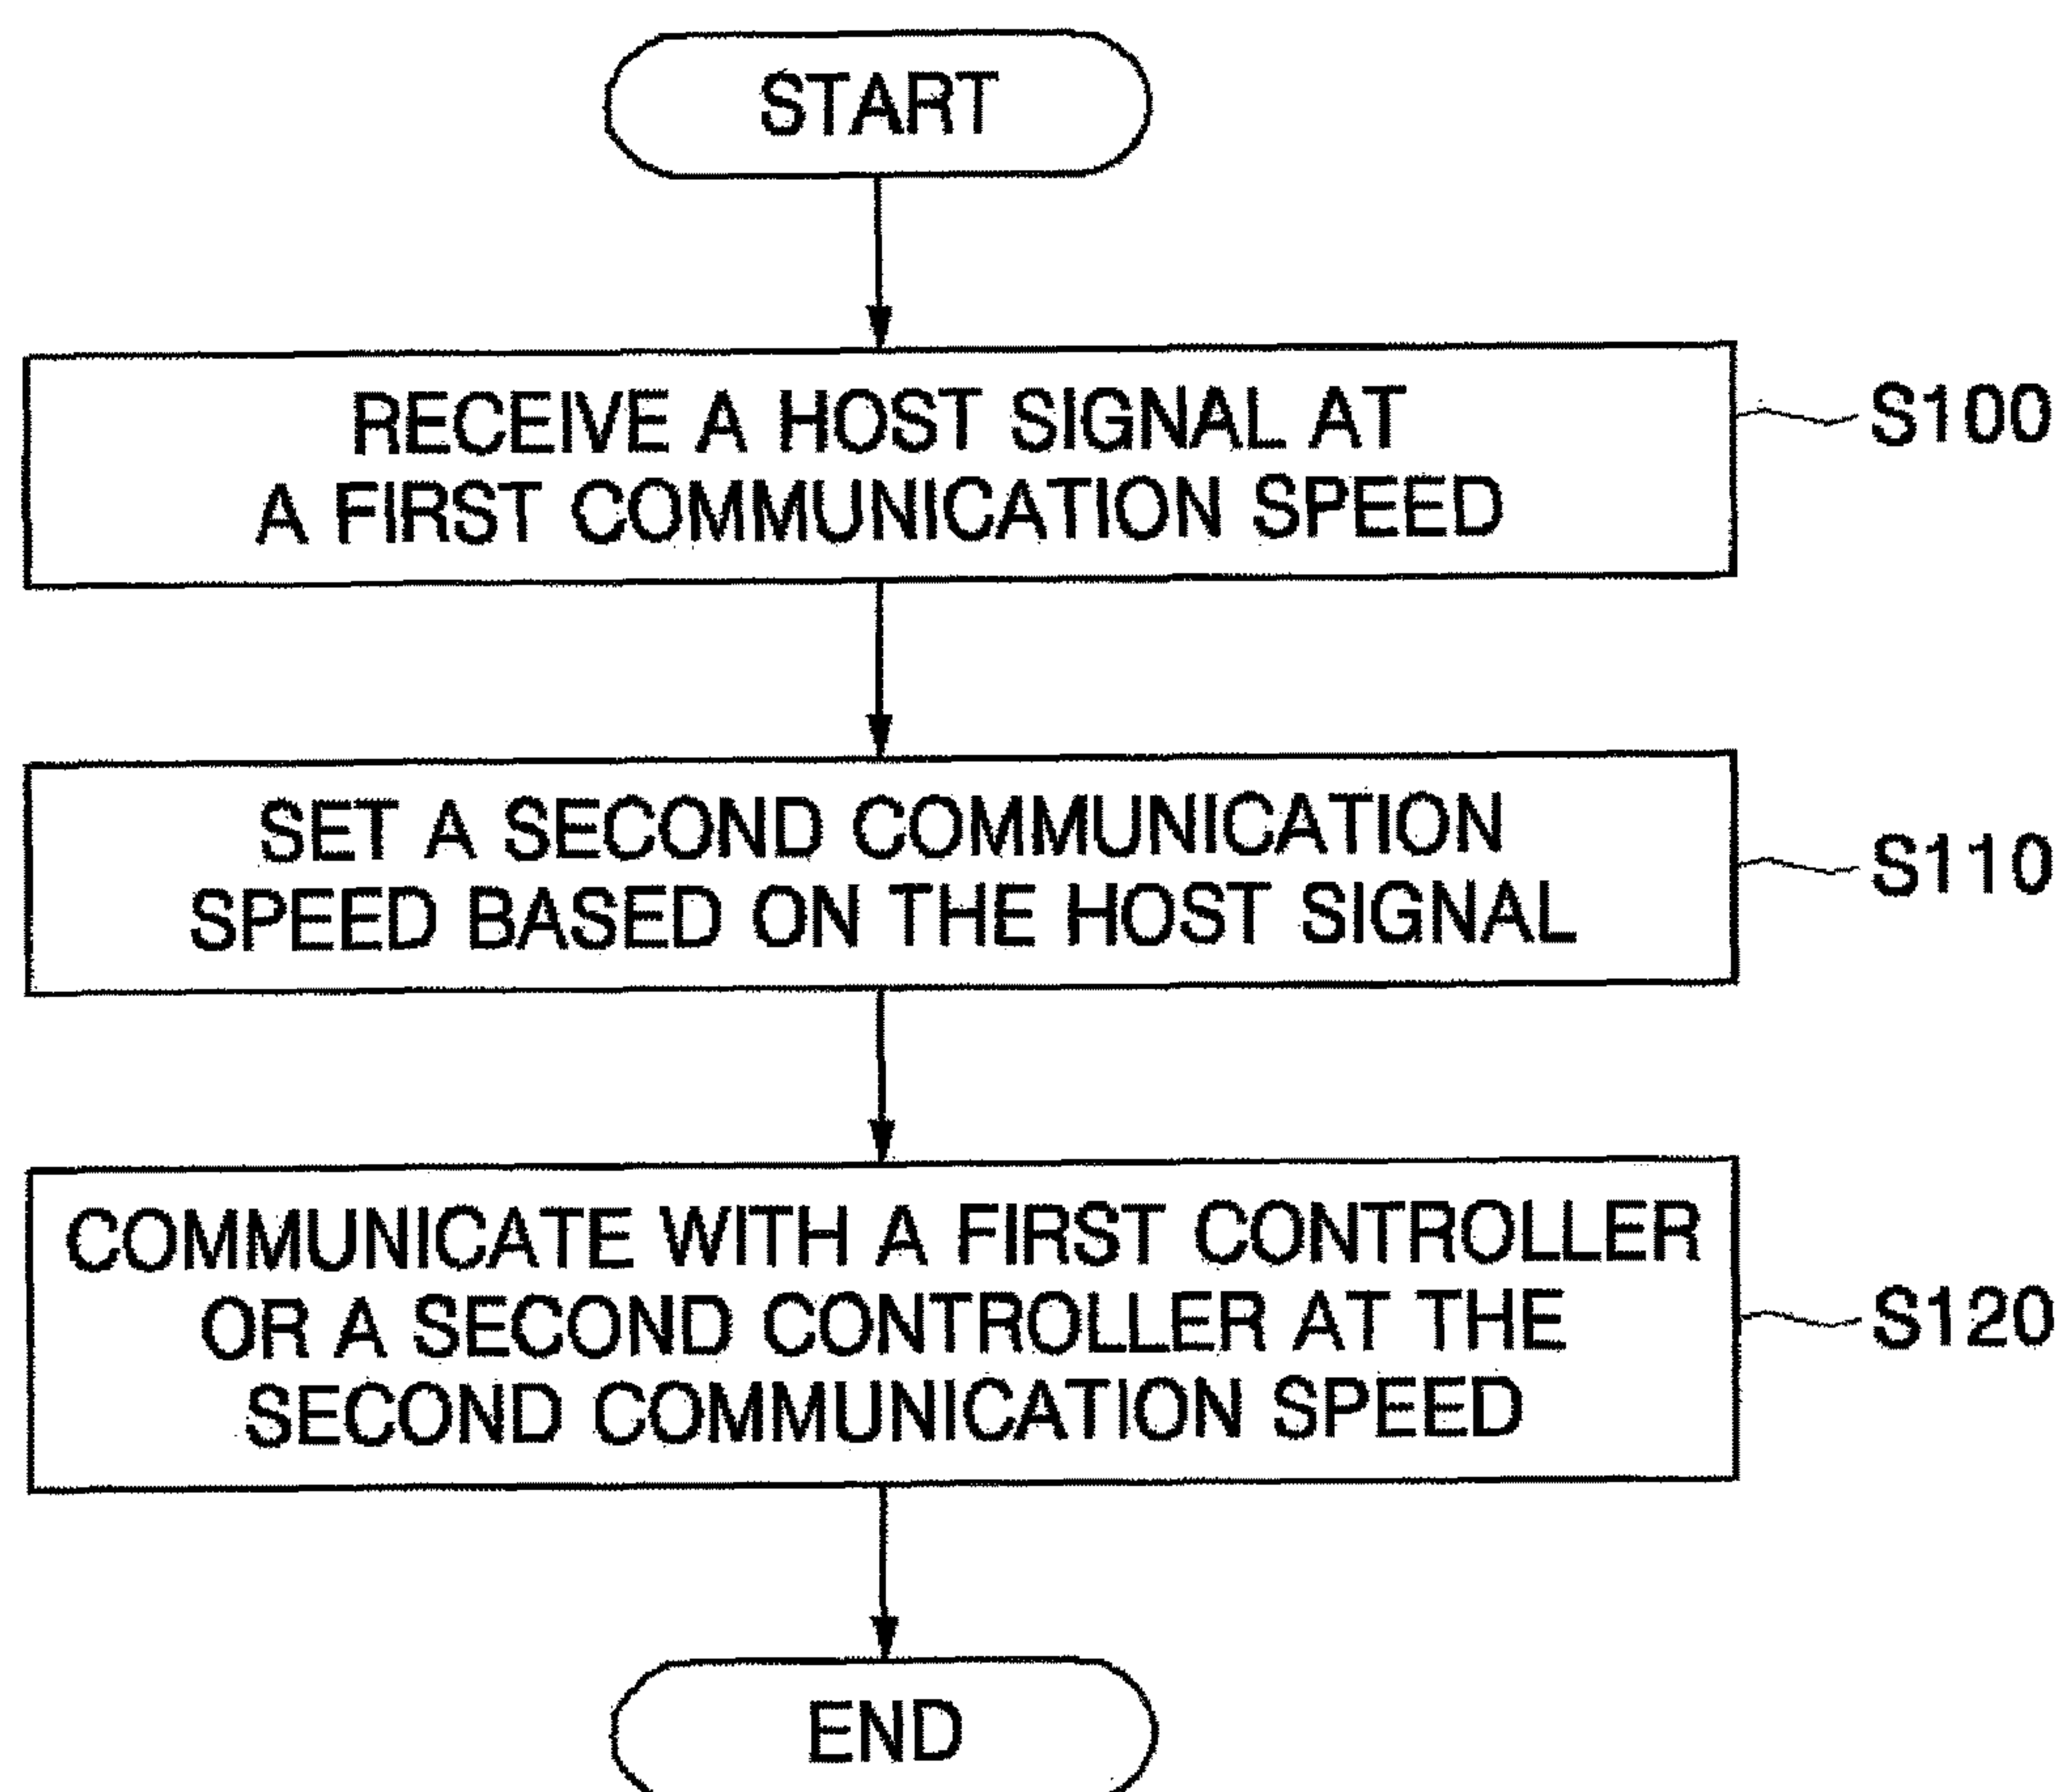 START
RECEIVE A HOST SIGNAL AT
A FIRST COMMUNICATION SPEED
S100
SET A SECOND COMMUNICATION
SPEED BASED ON THE HOST SIGNAL
S110
COMMUNICATE WITH A FIRST CONTROLLER
OR A SECOND CONTROLLER AT THE
SECOND COMMUNICATION SPEED
S120
END